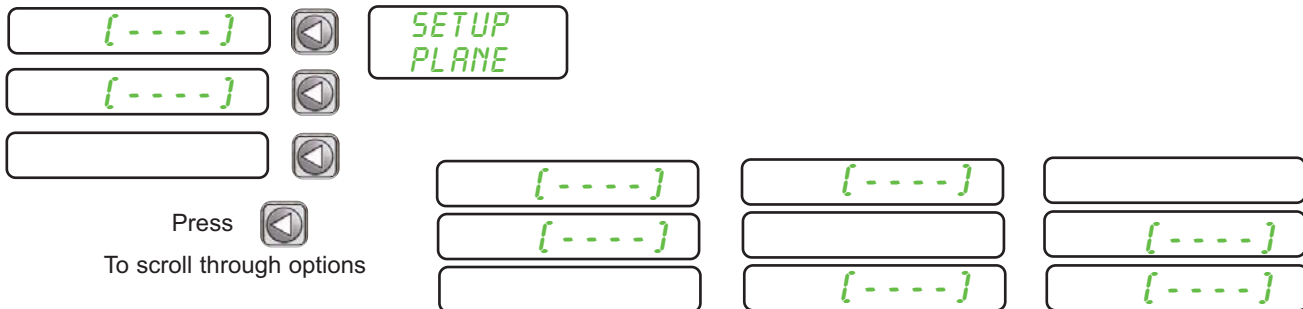 [----]
SETUP
PLANE
[----]
Press
To scroll through options
[----]
[----]
[----]
[----]
[----]
[----]